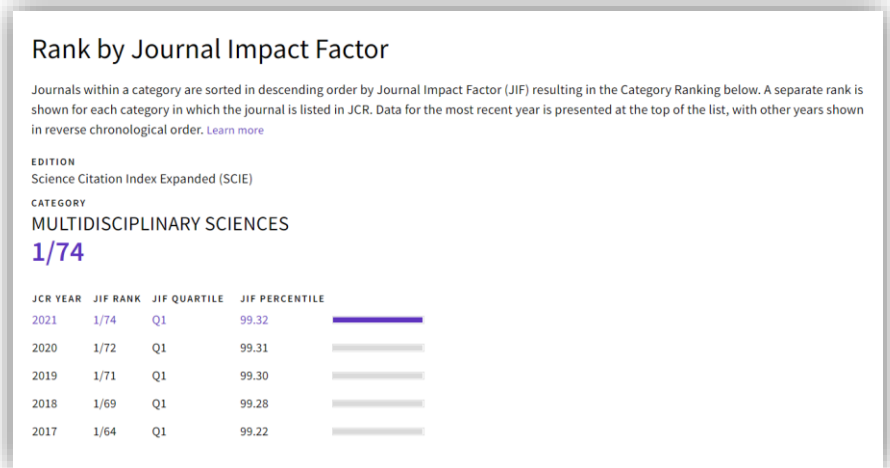 Rank by Journal Impact Factor
Journals within a category are sorted in descending order by Journal Impact Factor (JIF) resulting in the Category Ranking below. A separate rank is
shown for each category in which the journal is listed in JCR. Data for the most recent year is presented at the top of the list, with other years shown
in reverse chronological order. Learn more
EDITION
Science Citation Index Expanded (SCIE)
CATEGORY
MULTIDISCIPLINARY SCIENCES
1/74
JCR YEAR JIF RANK JIF QUARTILE JIF PERCENTILE
2021 1/74 Q1 99.32
2020 1/72 Q1 99.31
2019 1/71 Q1 99.30
2018 1/69 Q1 99.28
2017 1/64 Q1 99.22